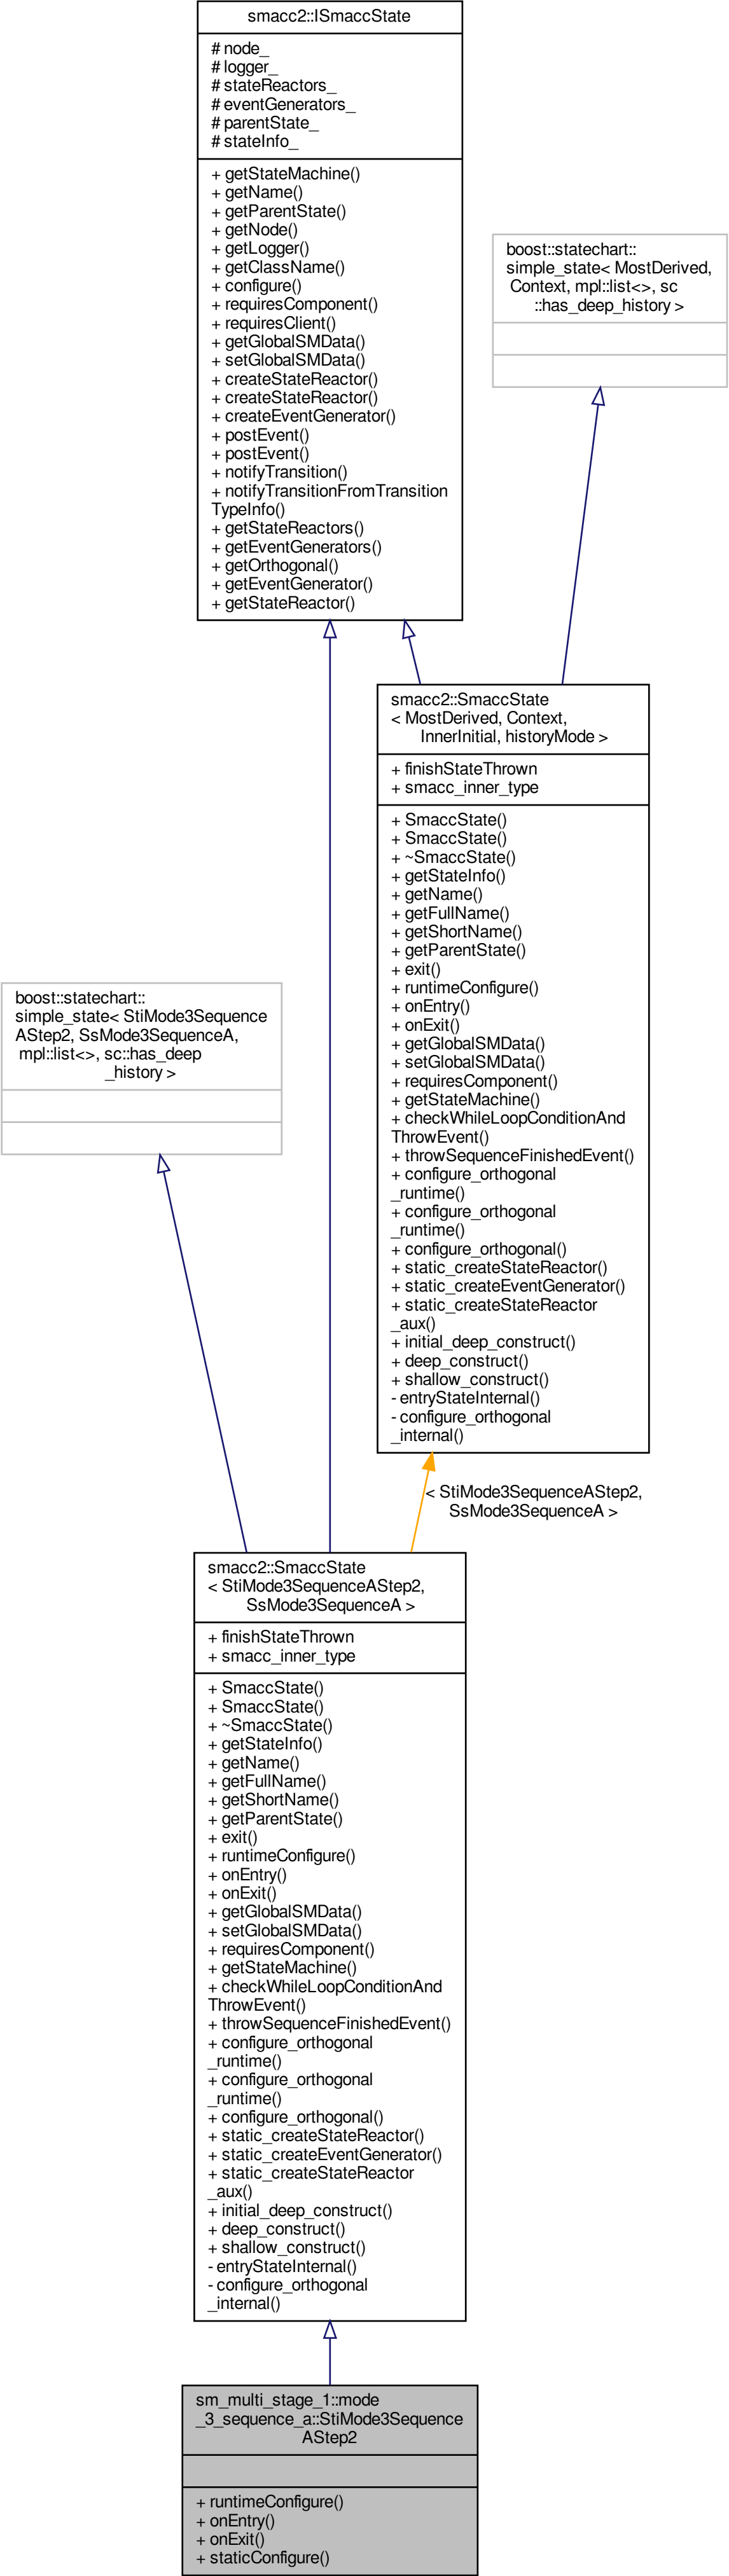 smacc2::ISmaccState
# node_
# logger_
# stateReactors_
# eventGenerators_
# parentState_
# stateInfo_
+ getStateMachine()
+ getName()
+ getParentState()
+ getNode()
+ getLogger()
+ getClassName()
+ configure()
+ requiresComponent()
+ requiresClient()
+ getGlobalSMData()
+ setGlobalSMData()
+ createStateReactor()
+ createStateReactor()
+ createEventGenerator()
+ postEvent()
+ postEvent()
+ notifyTransition()
+ notifyTransitionFromTransition
TypeInfo()
+ getStateReactors()
+ getEventGenerators()
+ getOrthogonal()
+ getEventGenerator()
+ getStateReactor()
boost::statechart::
simple_state< MostDerived,
Context, mpl::list<>, sc
::has_deep_history >
smacc2::SmaccState
< MostDerived, Context,
InnerInitial, historyMode >
+ finishStateThrown
+ smacc_inner_type
+ SmaccState()
+ SmaccState()
+ ~SmaccState()
+ getStateInfo()
+ getName()
+ getFullName()
+ getShortName()
+ getParentState()
+ exit()
+ runtimeConfigure()
+ onEntry()
+ onExit()
+ getGlobalSMData()
+ setGlobalSMData()
+ requiresComponent()
+ getStateMachine()
+ checkWhileLoopConditionAnd
ThrowEvent()
+ throwSequenceFinishedEvent()
+ configure_orthogonal
_runtime()
+ configure_orthogonal
_runtime()
+ configure_orthogonal()
+ static_createStateReactor()
+ static_createEventGenerator()
+ static_createStateReactor
_aux()
+ initial_deep_construct()
+ deep_construct()
+ shallow_construct()
- entryStateInternal()
- configure_orthogonal
_internal()
boost::statechart::
simple_state< StiMode3Sequence
AStep2, SsMode3SequenceA,
mpl::list<>, sc::has_deep
_history >
< StiMode3SequenceAStep2,
SsMode3SequenceA >
smacc2::SmaccState
< StiMode3SequenceAStep2,
SsMode3SequenceA >
+ finishStateThrown
+ smacc_inner_type
+ SmaccState()
+ SmaccState()
+ ~SmaccState()
+ getStateInfo()
+ getName()
+ getFullName()
+ getShortName()
+ getParentState()
+ exit()
+ runtimeConfigure()
+ onEntry()
+ onExit()
+ getGlobalSMData()
+ setGlobalSMData()
+ requiresComponent()
+ getStateMachine()
+ checkWhileLoopConditionAnd
ThrowEvent()
+ throwSequenceFinishedEvent()
+ configure_orthogonal
_runtime()
+ configure_orthogonal
_runtime()
+ configure_orthogonal()
+ static_createStateReactor()
+ static_createEventGenerator()
+ static_createStateReactor
_aux()
+ initial_deep_construct()
+ deep_construct()
+ shallow_construct()
- entryStateInternal()
- configure_orthogonal
_internal()
sm_multi_stage_1::mode
_3_sequence_a::StiMode3Sequence
AStep2
+ runtimeConfigure()
+ onEntry()
+ onExit()
+ staticConfigure()